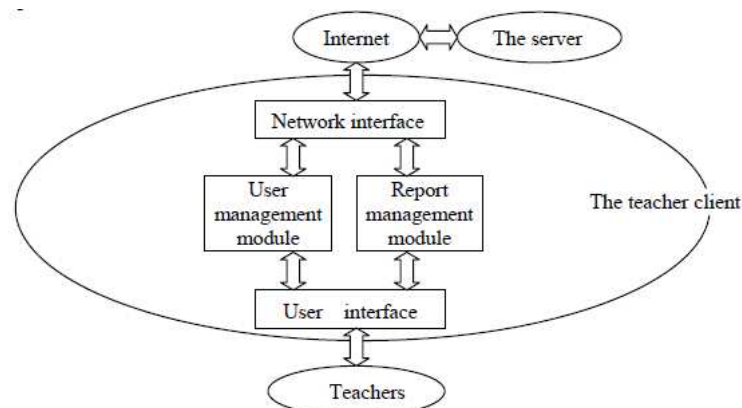 Internet
The server
Network interface
User
management
module
Report
management
module
The teacher client
User interface
Teachers